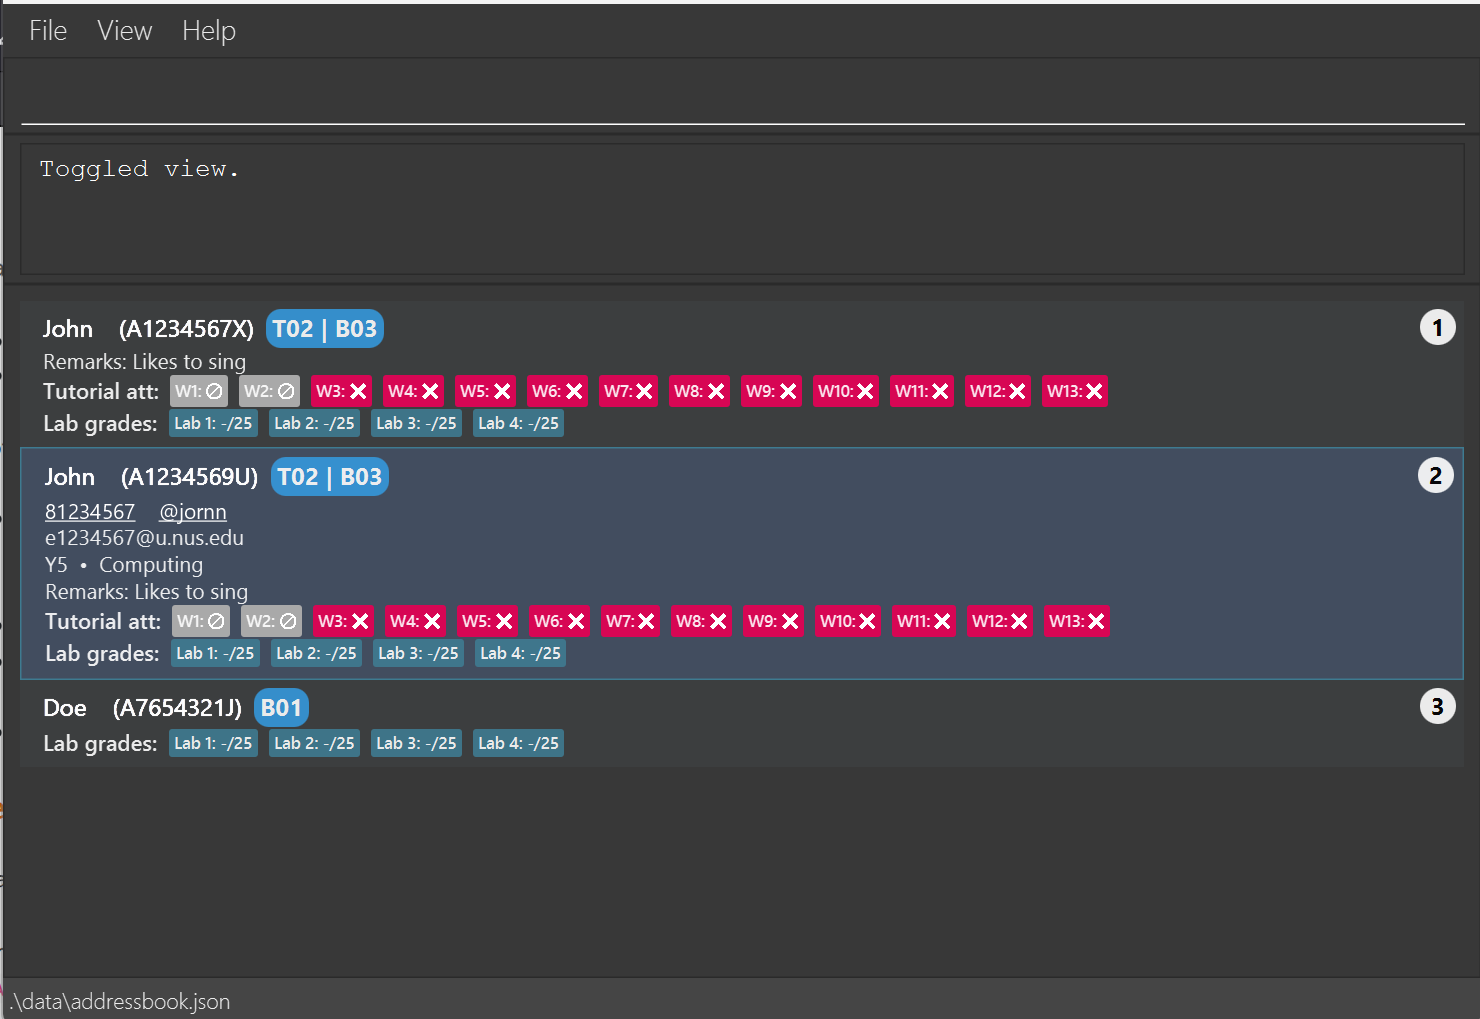 File View Help
Toggled view.
John (A1234567X) T02 | B03 1
Remarks: Likes to sing
Tutorial att: W1: W2: W3: W4: W5: W6: W7: W8: W9: W10: W11: W12: W13:
Lab grades: Lab 1: -/25 Lab 2: -/25 Lab 3: -/25 Lab 4: -/25
John (A1234569U) T02 | B03 2
81234567 @jornn
e1234567@u.nus.edu
Y5 • Computing
Remarks: Likes to sing
Tutorial att: W1: W2: W3: W4: W5: W6: W7: W8: W9: W10: W11: W12: W13:
Lab grades: Lab 1: -/25 Lab 2: -/25 Lab 3: -/25 Lab 4: -/25
Doe (A7654321J) B01 3
Lab grades: Lab 1: -/25 Lab 2: -/25 Lab 3: -/25 Lab 4: -/25
.\data\addressbook.json